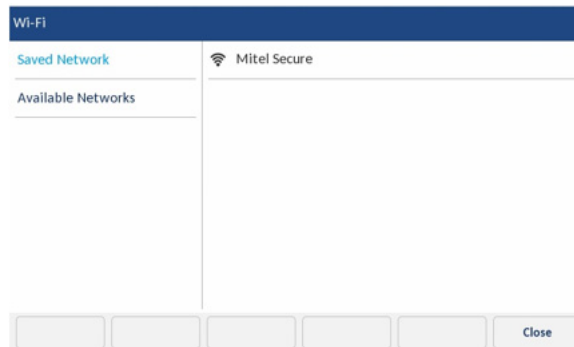 Wi-Fi
Saved Network
Mitel Secure
Available Networks
Close